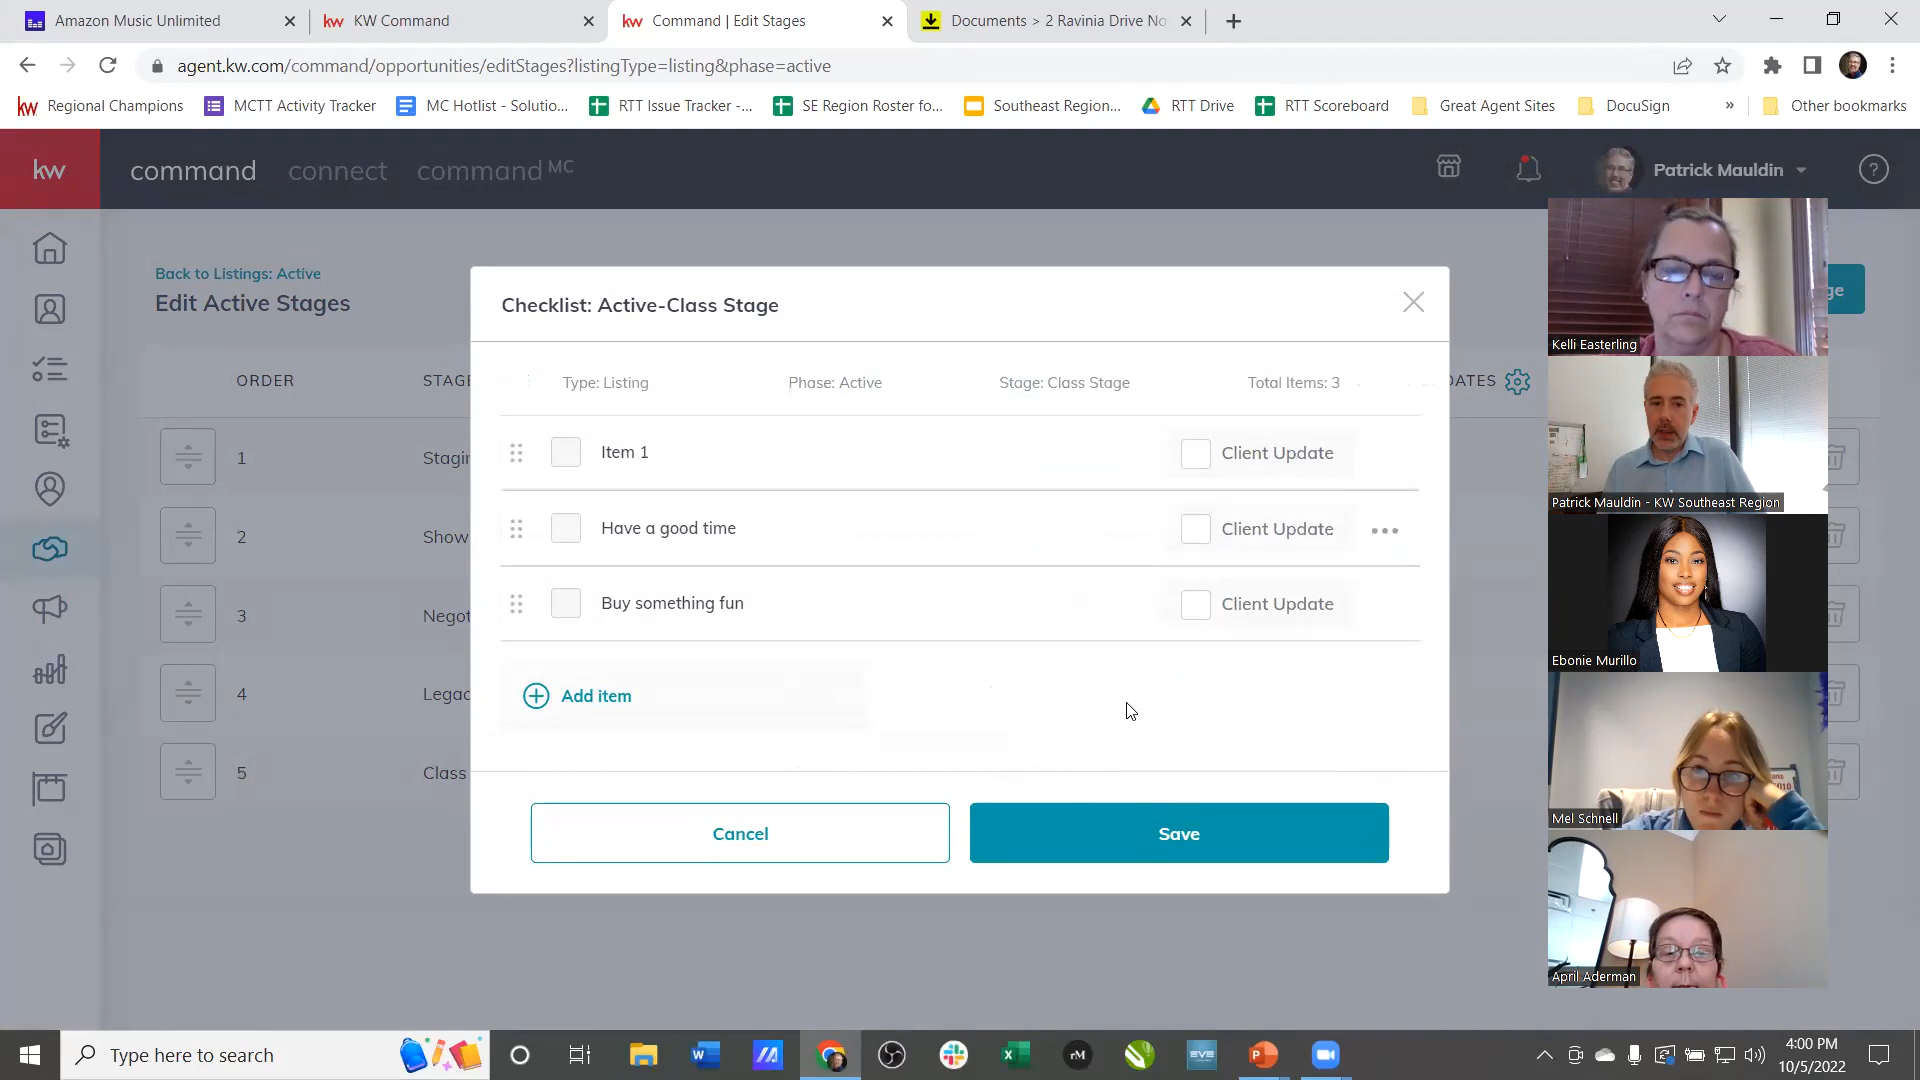 Amazon Music Unlimited
KW Command
Command | Edit Stages
Documents > 2 Ravinia Drive No
agent.kw.com/command/opportunities/editStages?listingType=listing&phase=active
Regional Champions
MCTT Activity Tracker
MC Hotlist - Solutio...
RTT Issue Tracker -...
SE Region Roster fo...
Southeast Region...
RTT Drive
RTT Scoreboard
Great Agent Sites
DocuSign
»
Other bookmarks
kw
command
connect
command MC
Patrick Mauldin
?
Back to Listings: Active
Edit Active Stages
ORDER
STAGE
DATES
1
Stagin
2
Show
3
Negot
4
Legac
5
Class
Checklist: Active-Class Stage
Type: Listing
Phase: Active
Stage: Class Stage
Total Items: 3
Item 1
Client Update
Have a good time
Client Update
Buy something fun
Client Update
Add item
Cancel
Save
Kelli Easterling
Patrick Mauldin - KW Southeast Region
Ebonie Murillo
Mel Schnell
April Aderman
Type here to search
rM
EVE
4:00 PM
10/5/2022